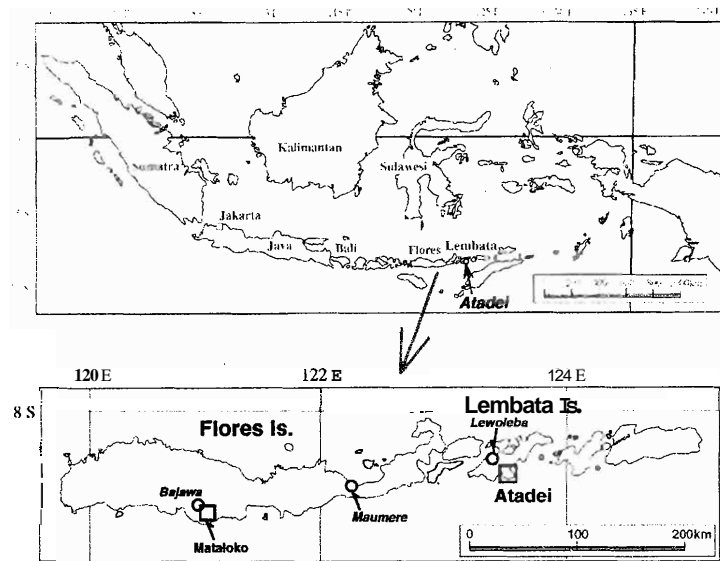 Kalimantan
Sumatra
Sulawesi
Jakarta
Java
Bali
Flores
Lembata
Atadei
120 E
122 E
124 E
8 S
Flores Is.
Lembata Is.
Lewoleba
Bajawa
Atadei
Maumere
Mataloko
0 100 200km